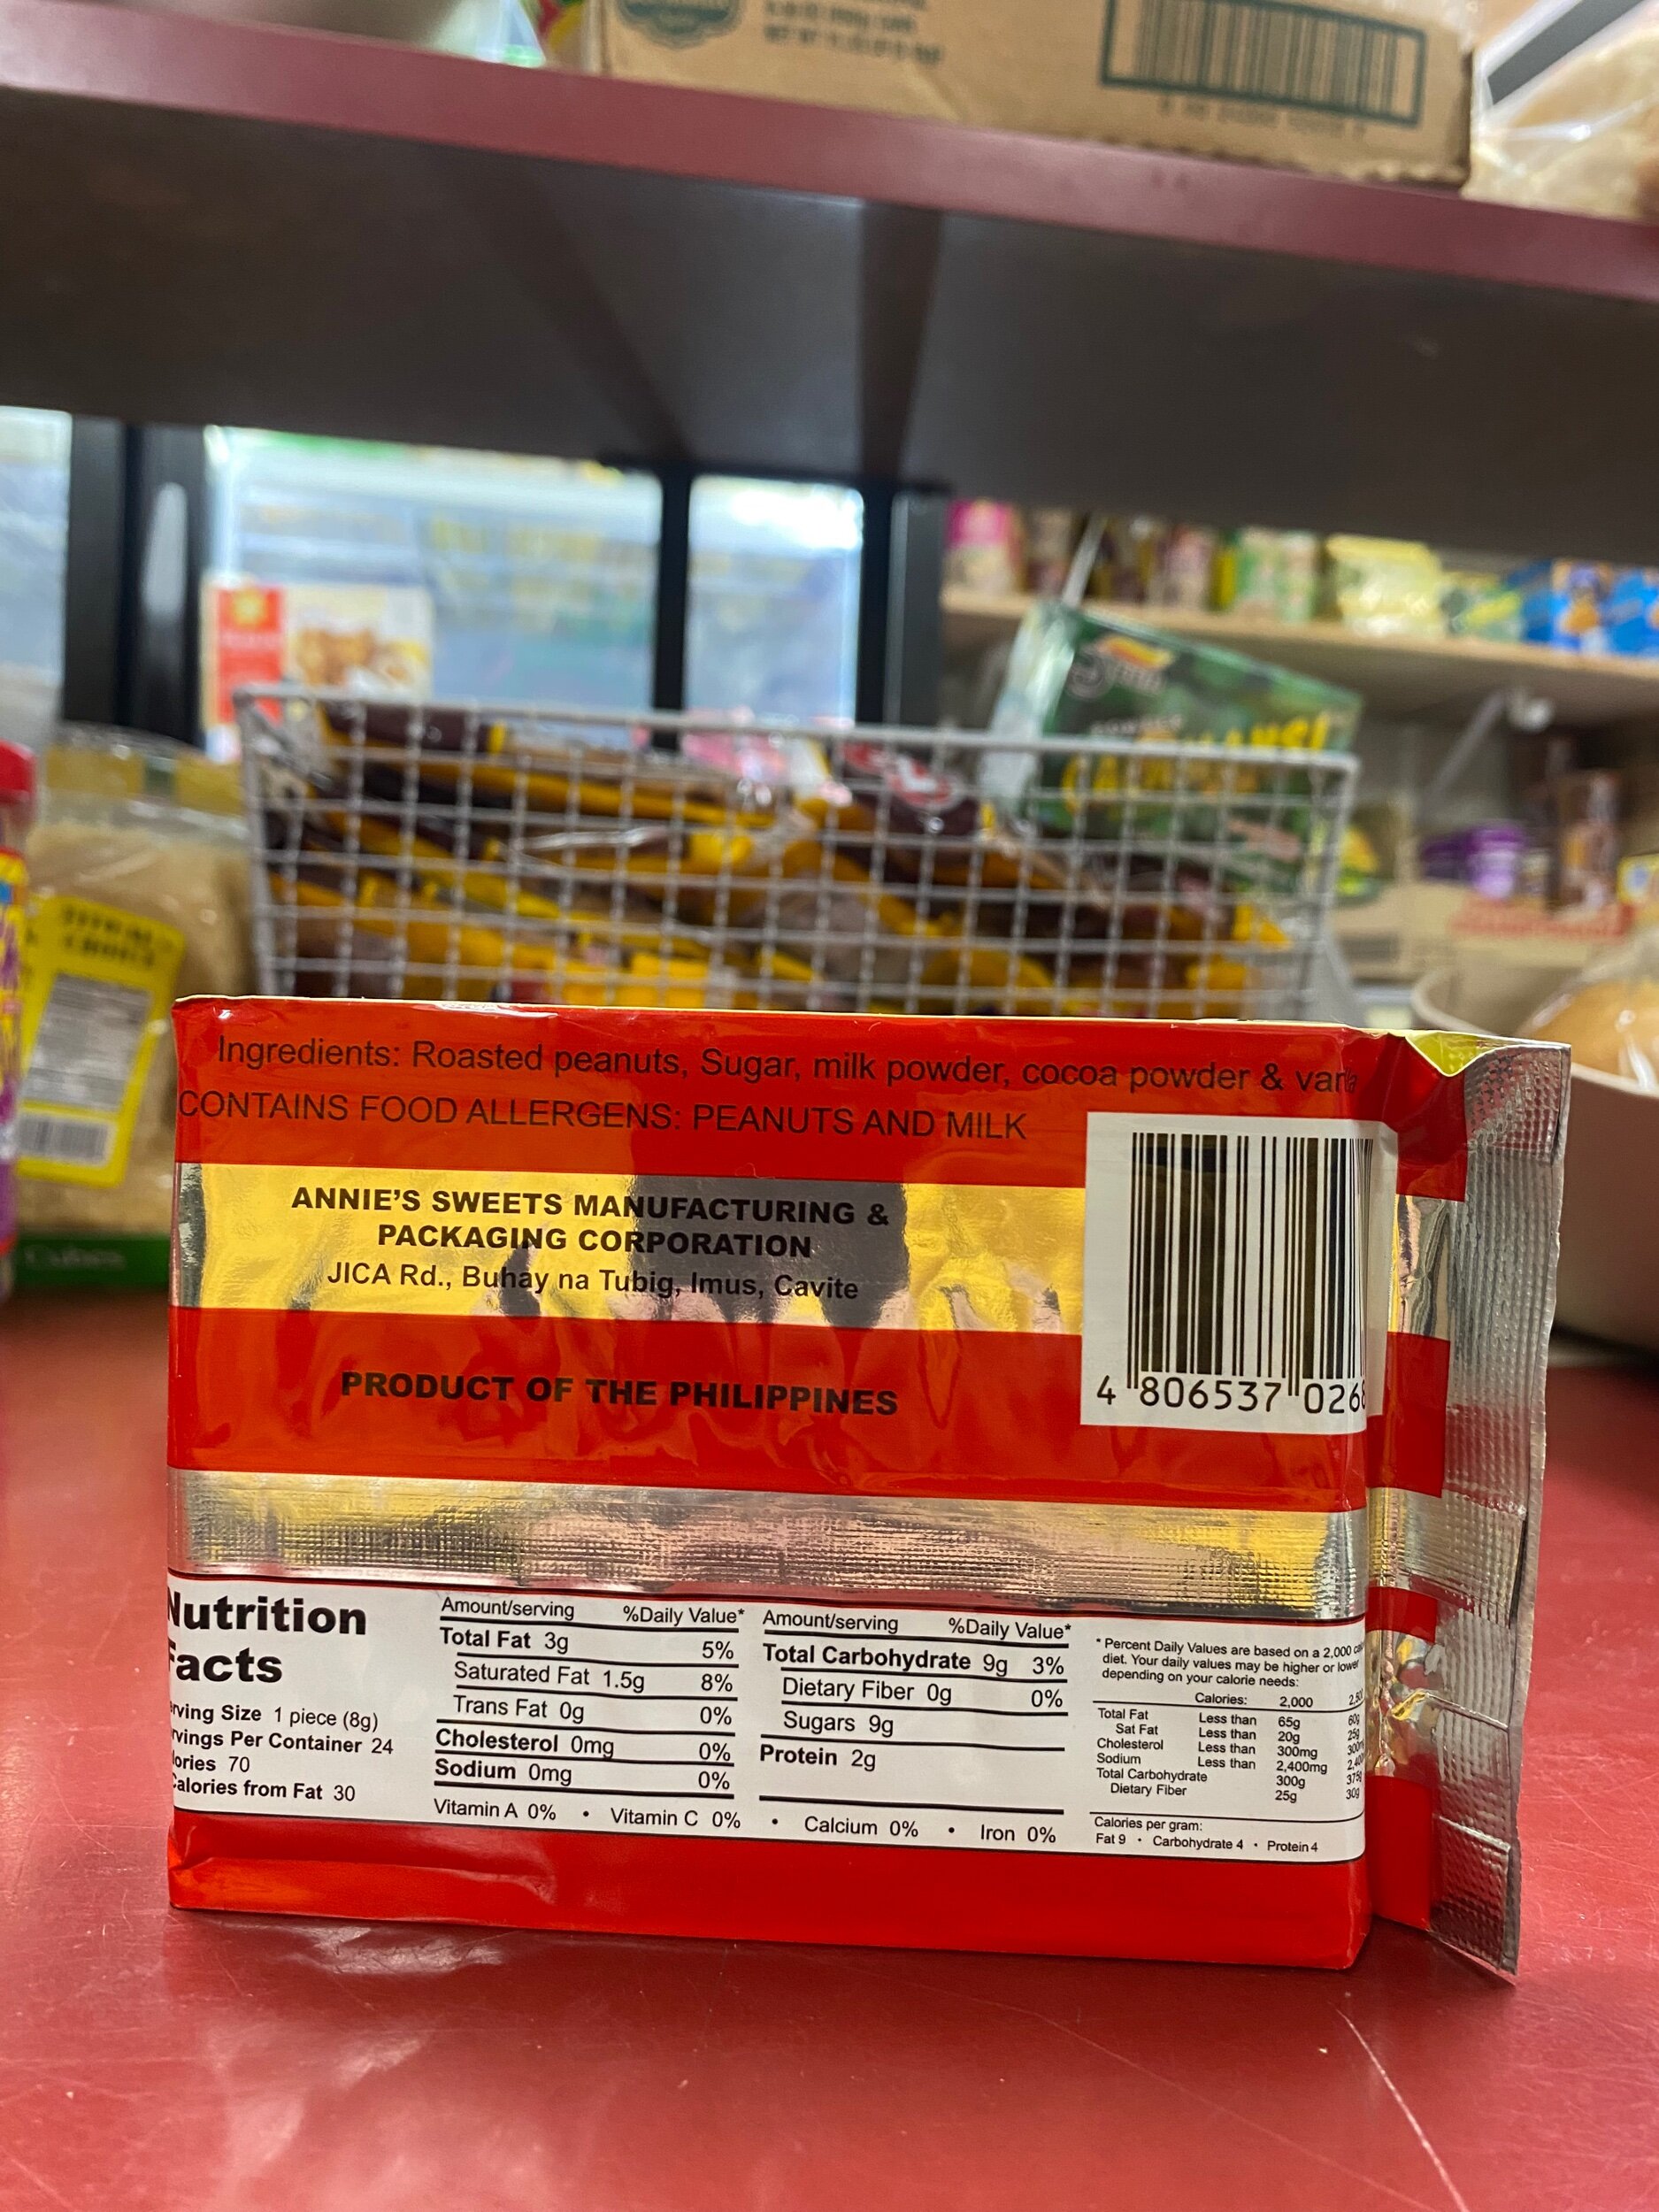 Ingredients: Roasted peanuts, Sugar, milk powder, cocoa powder &
CONTAINS FOOD ALLERGENS: PEANUTS AND MILK
ANNIE'S SWEETS MANUFACTURING &
PACKAGING CORPORATION
JICA Rd., Buhay na Tubig, Imus, Cavite
PRODUCT OF THE PHILIPPINES
4 806537 026
Nutrition
Facts
Size 1 piece (8g)
Per Container 24
70
Calories from Fat 30
Amount/serving %Daily Value*
Total Fat 3g 5%
Saturated Fat 1.5g 8%
Trans Fat 0g 0%
Cholesterol 0mg 0%
Sodium 0mg 0%
Amount/serving %Daily Value*
Total Carbohydrate 9g 3%
Dietary Fiber 0g 0%
Sugars 9g
Protein 2g
Vitamin A 0% • Vitamin C 0% • Calcium 0% • Iron 0%
* Percent Daily Values are based on a 2,000
diet. Your daily values may be higher or lower
depending on your calorie needs:
Calories: 2,000
Total Fat Less than 65g 60g
Sat Fat Less than 20g 25g
Cholesterol Less than 300mg
Sodium Less than 2,400mg
Total Carbohydrate 300g 375g
Dietary Fiber 25g 30g
Calories per gram:
Fat 9 • Carbohydrate 4 • Protein 4
Cubes